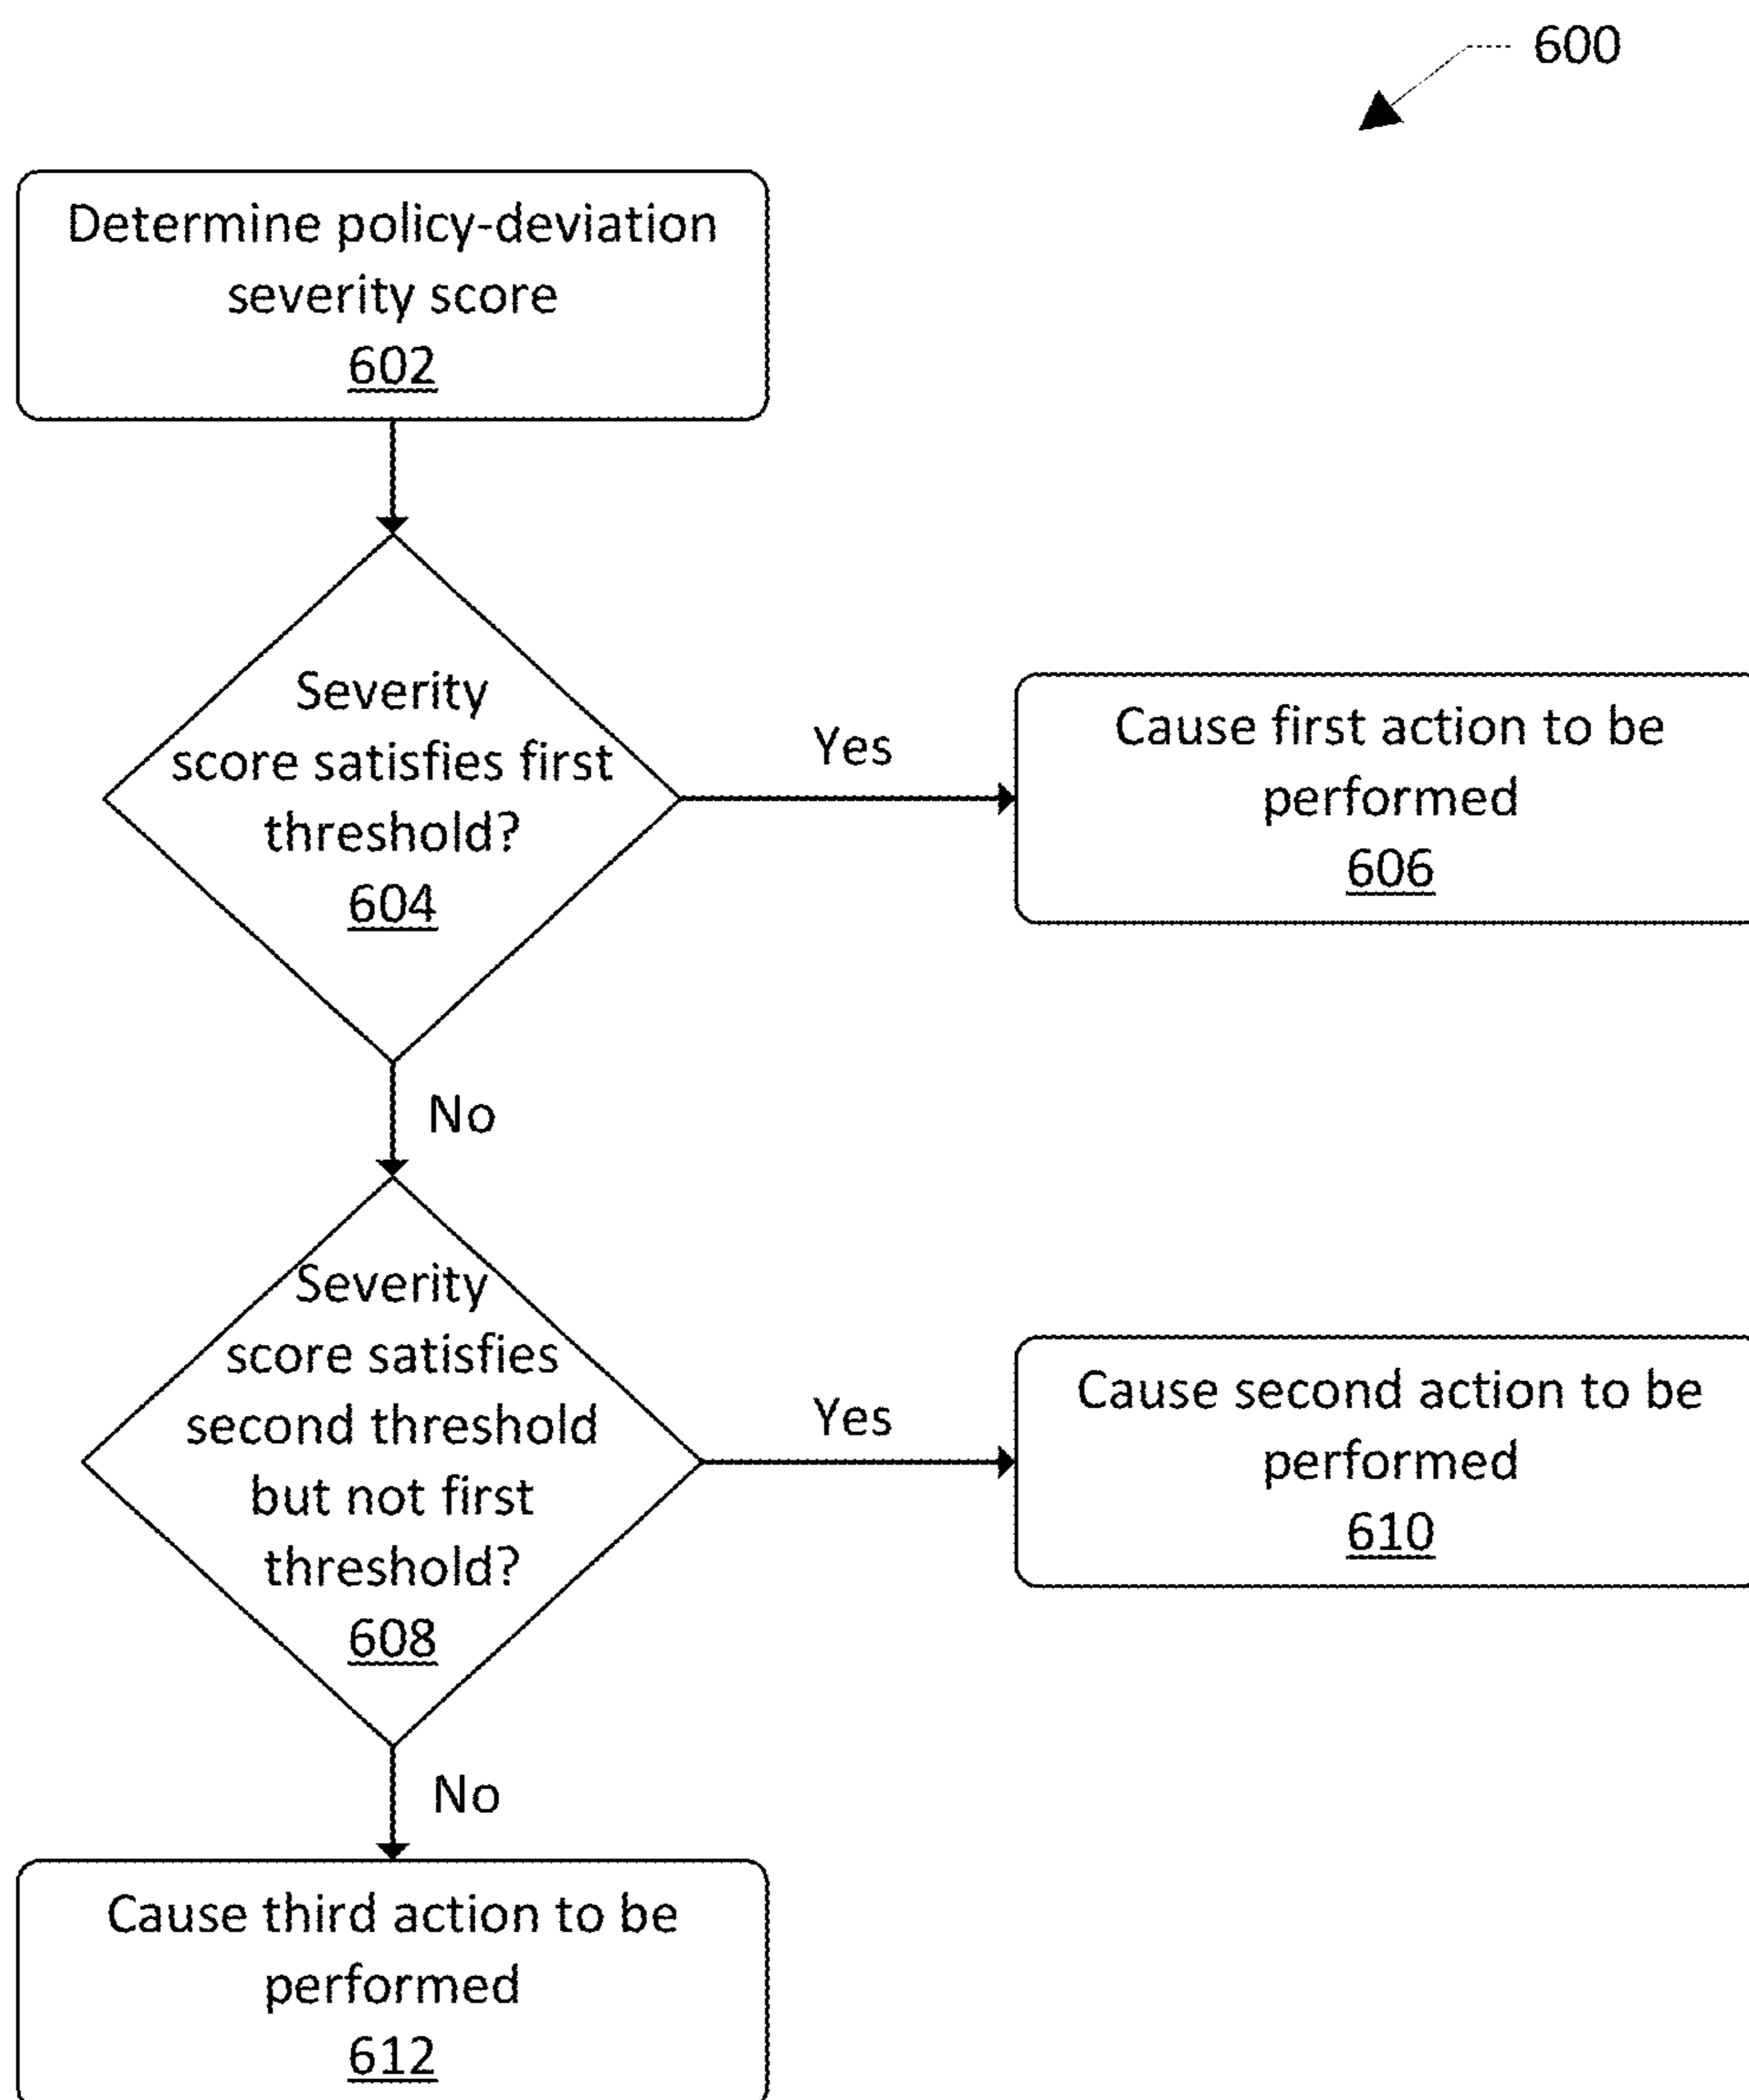 600
Determine policy-deviation
severity score
602
Severity
score satisfies first
threshold?
604
Yes
Cause first action to be
performed
606
No
Severity
score satisfies
second threshold
but not first
threshold?
608
Yes
Cause second action to be
performed
610
No
Cause third action to be
performed
612